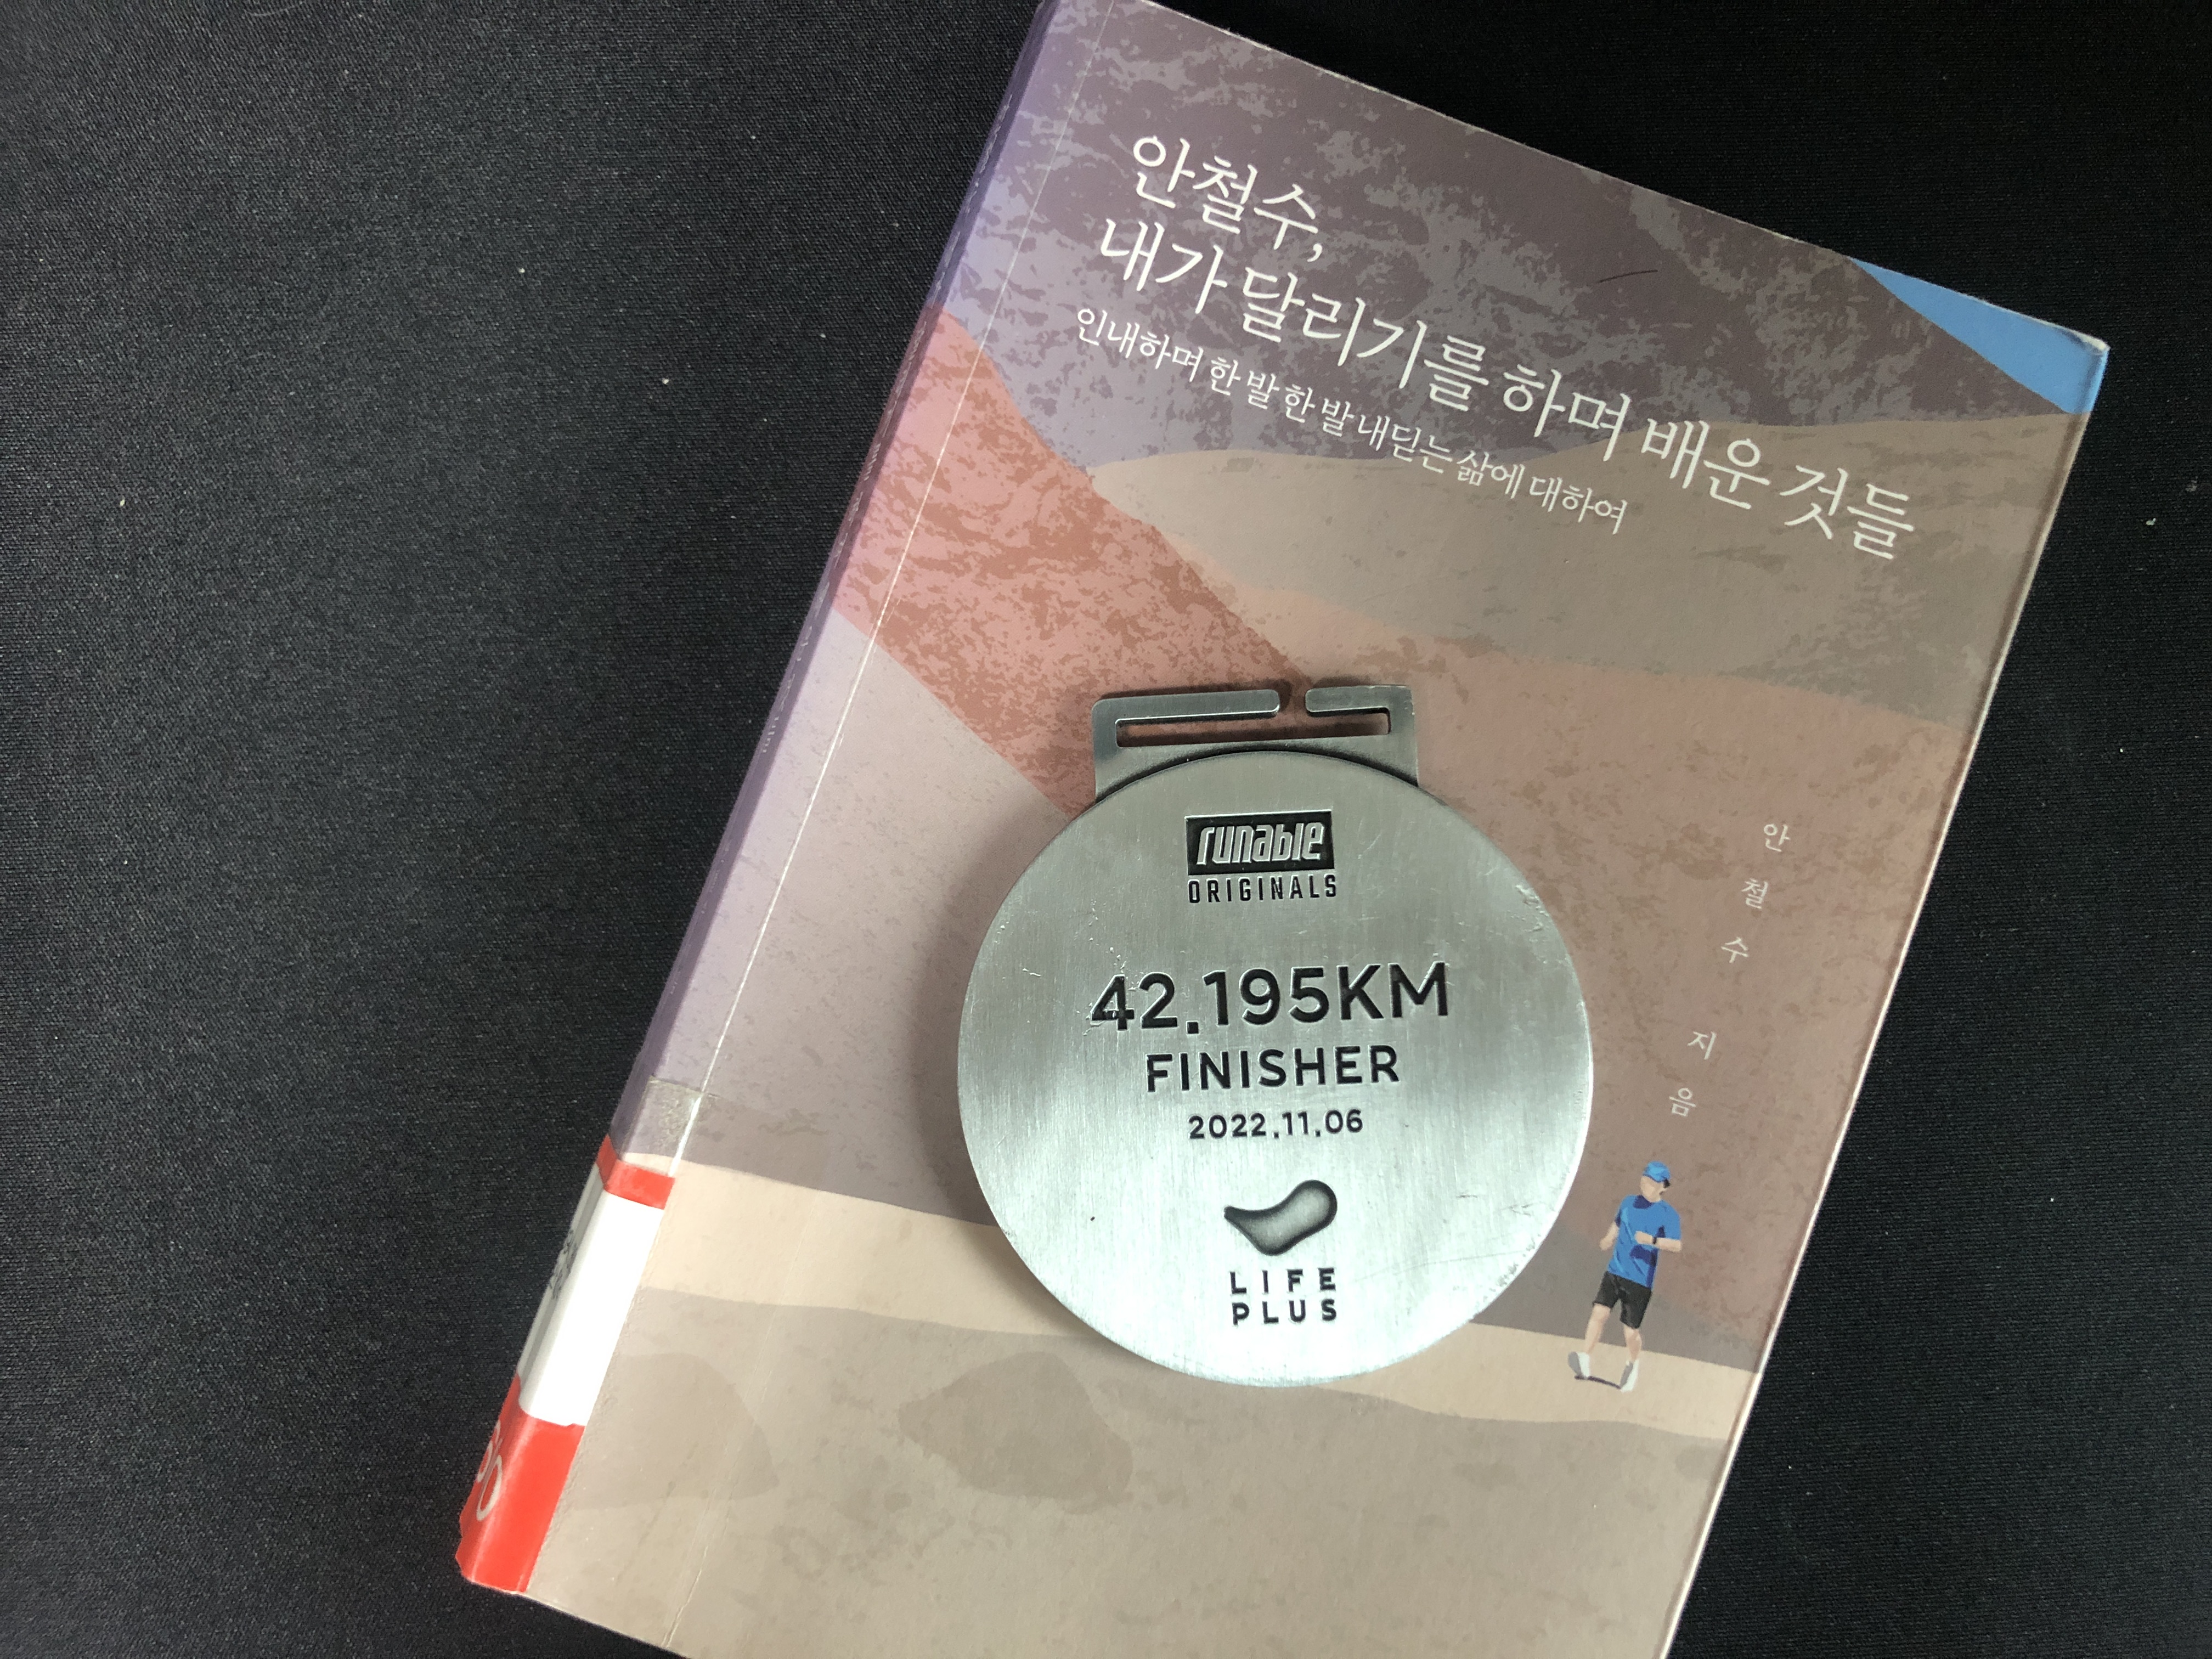 안철수,
내가 달리기를 하며 배운 것들
인내하며 한 발 한 발 내딛는 삶에 대하여
안철수 지음
runable
ORIGINALS
42.195KM
FINISHER
2022.11.06
LIFE
PLUS